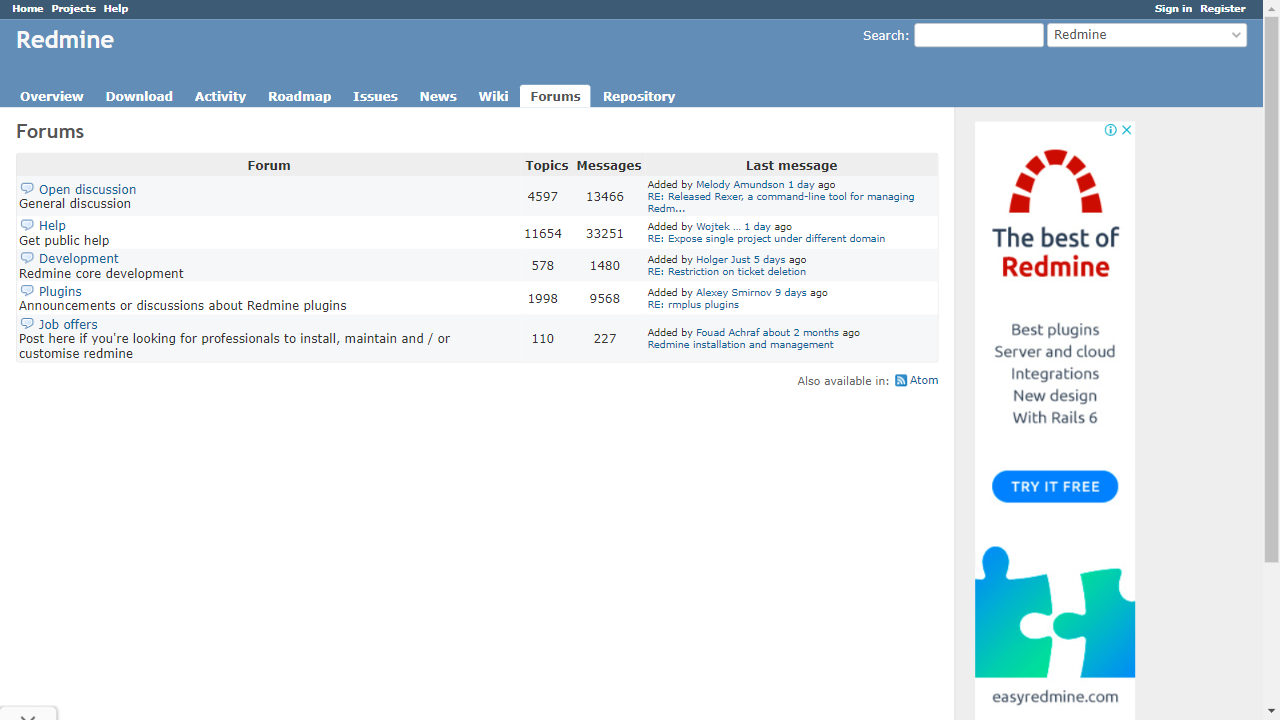 Home Projects Help Sign in Register
Redmine
Search: Redmine
Overview Download Activity Roadmap Issues News Wiki Forums Repository
Forums
Forum Topics Messages Last message
Open discussion
General discussion
4597 13466
Added by Melody Amundson 1 day ago
RE: Released Rexer, a command-line tool for managing
Redm...
Help
Get public help
11654 33251
Added by Wojtek ... 1 day ago
RE: Expose single project under different domain
Development
Redmine core development
578 1480
Added by Holger Just 5 days ago
RE: Restriction on ticket deletion
Plugins
Announcements or discussions about Redmine plugins
1998 9568
Added by Alexey Smirnov 9 days ago
RE: rmplus plugins
Job offers
Post here if you're looking for professionals to install, maintain and / or
customise redmine
110 227
Added by Fouad Achraf about 2 months ago
Redmine installation and management
Also available in: Atom
The best of
Redmine
Best plugins
Server and cloud
Integrations
New design
With Rails 6
TRY IT FREE
easyredmine.com